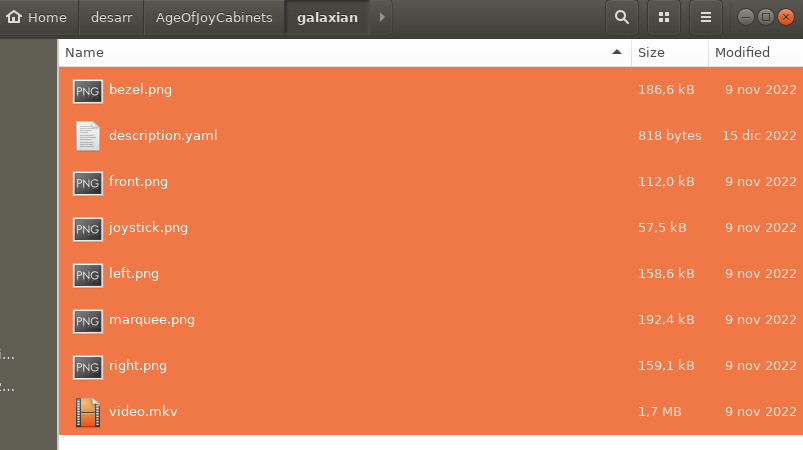 Home desarr AgeOfJoyCabinets galaxian
Name Size Modified
PNG bezel.png 186,6 kB 9 nov 2022
description.yaml 818 bytes 15 dic 2022
PNG front.png 112,0 kB 9 nov 2022
PNG joystick.png 57,5 kB 9 nov 2022
PNG left.png 158,6 kB 9 nov 2022
PNG marquee.png 192,4 kB 9 nov 2022
PNG right.png 159,1 kB 9 nov 2022
video.mkv 1,7 MB 9 nov 2022